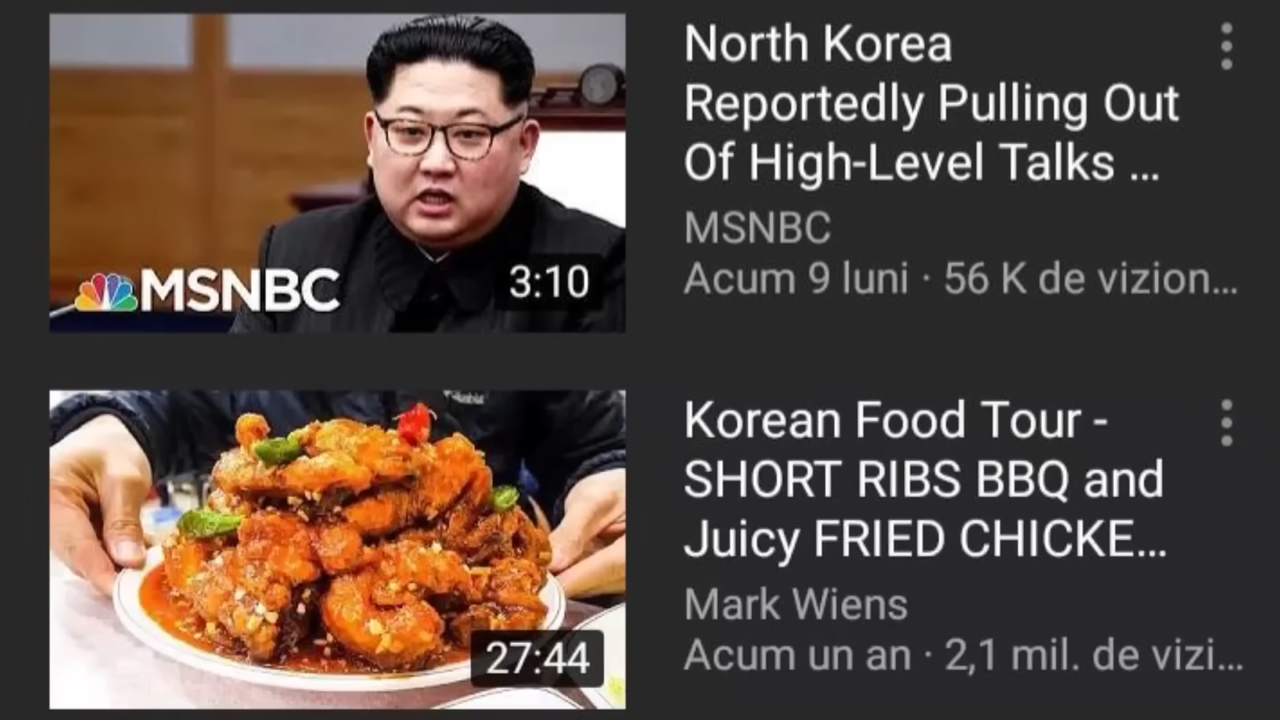 North Korea
Reportedly Pulling Out
Of High-Level Talks ...
MSNBC
Acum 9 luni · 56 K de vizion...
MSNBC
3:10
Korean Food Tour -
SHORT RIBS BBQ and
Juicy FRIED CHICKE...
Mark Wiens
Acum un an · 2,1 mil. de vizi...
27:44